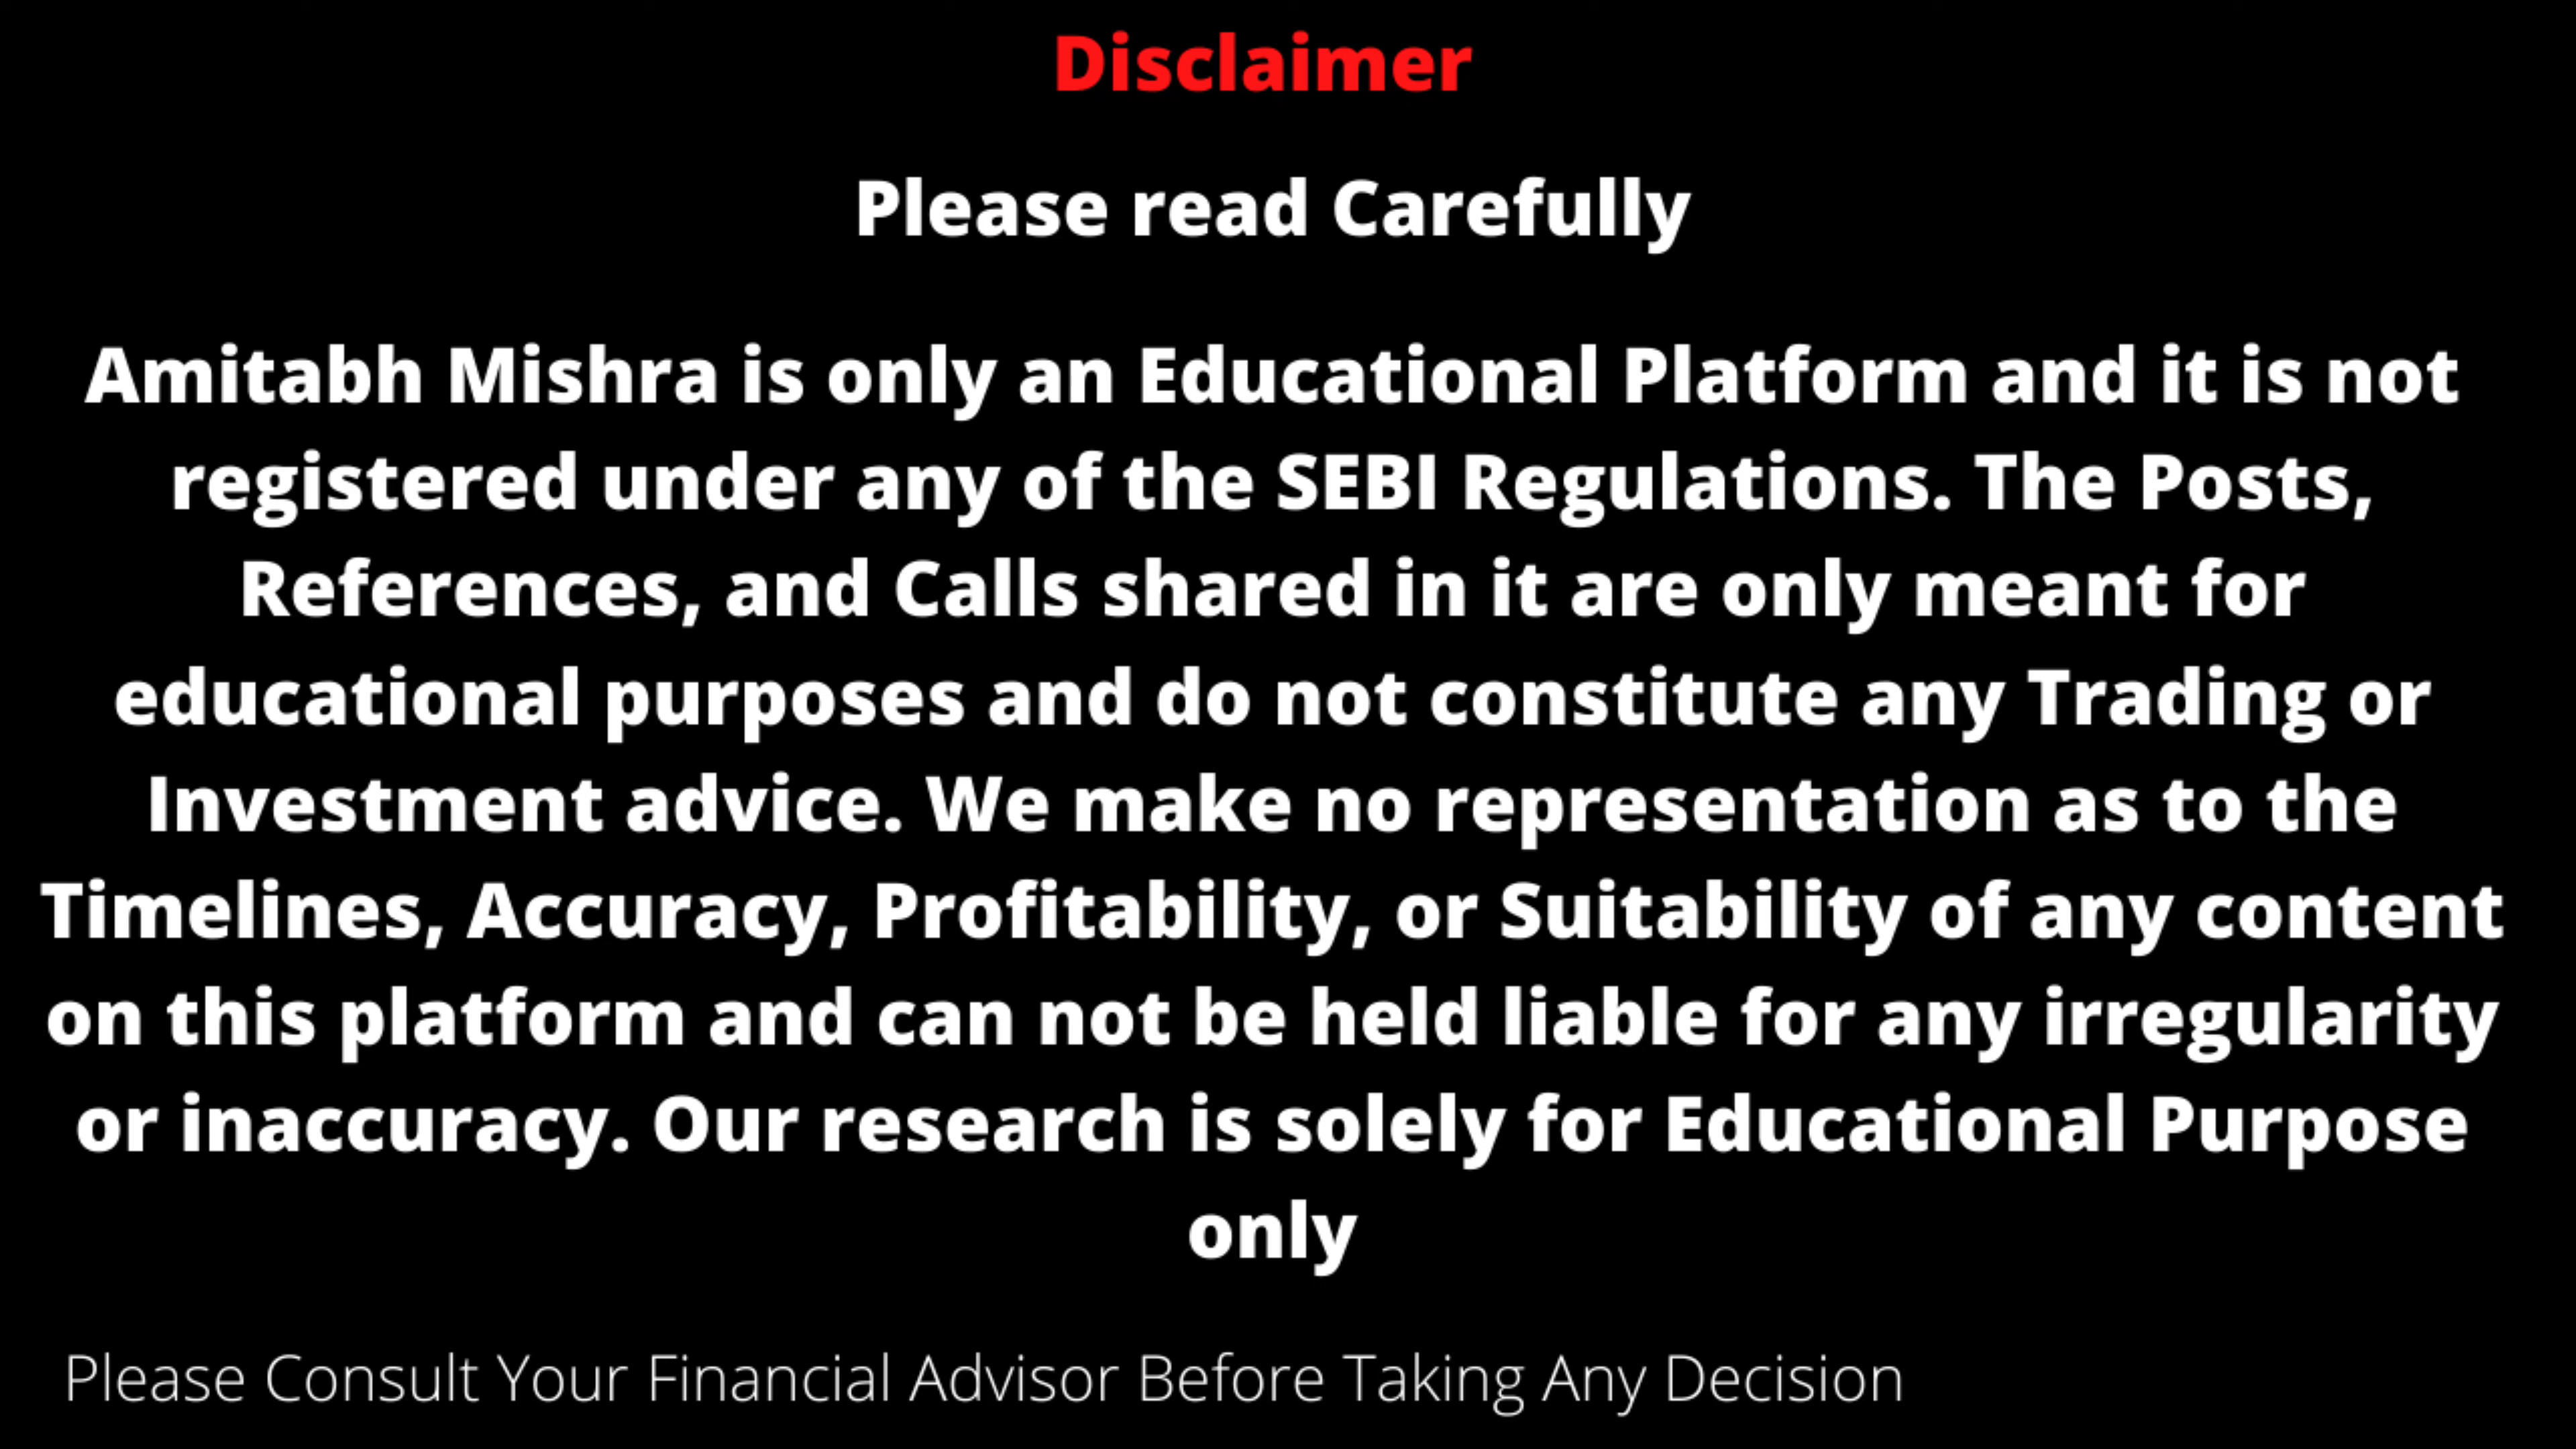 Disclaimer
Please read Carefully
Amitabh Mishra is only an Educational Platform and it is not
registered under any of the SEBI Regulations. The Posts,
References, and Calls shared in it are only meant for
educational purposes and do not constitute any Trading or
Investment advice. We make no representation as to the
Timelines, Accuracy, Profitability, or Suitability of any content
on this platform and can not be held liable for any irregularity
or inaccuracy. Our research is solely for Educational Purpose
only
Please Consult Your Financial Advisor Before Taking Any Decision